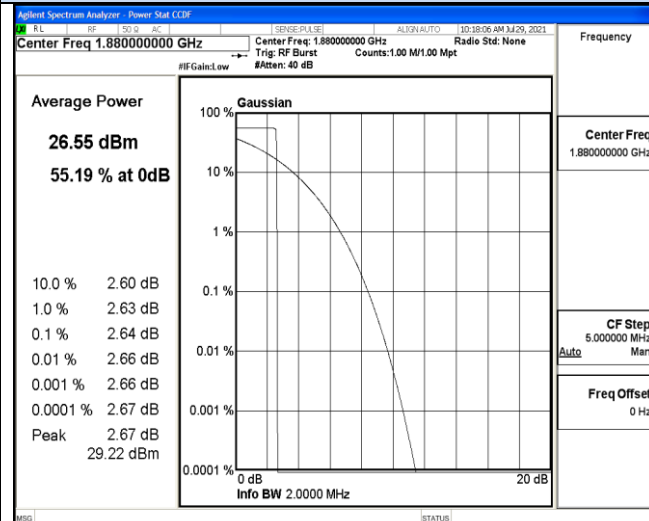 Agilent Spectrum Analyzer - Power Stat CCDF
RL RF 50 Ω AC SENSE:PULSE ALIGN AUTO 10:18:06 AM Jul 29, 2021
Center Freq 1.880000000 GHz
Center Freq: 1.880000000 GHz Radio Std: None
Trig: RF Burst Counts:1.00 M/1.00 Mpt
#IFGain:Low #Atten: 40 dB
Frequency
Average Power
26.55 dBm
55.19 % at 0dB
10.0 % 2.60 dB
1.0 % 2.63 dB
0.1 % 2.64 dB
0.01 % 2.66 dB
0.001 % 2.66 dB
0.0001 % 2.67 dB
Peak 2.67 dB
29.22 dBm
Gaussian
100 %
10 %
1 %
0.1 %
0.01 %
0.001 %
0.0001 %
0 dB 20 dB
Info BW 2.0000 MHz
Center Freq
1.880000000 GHz
CF Step
5.000000 MHz
Auto Man
Freq Offset
0 Hz
MSG STATUS